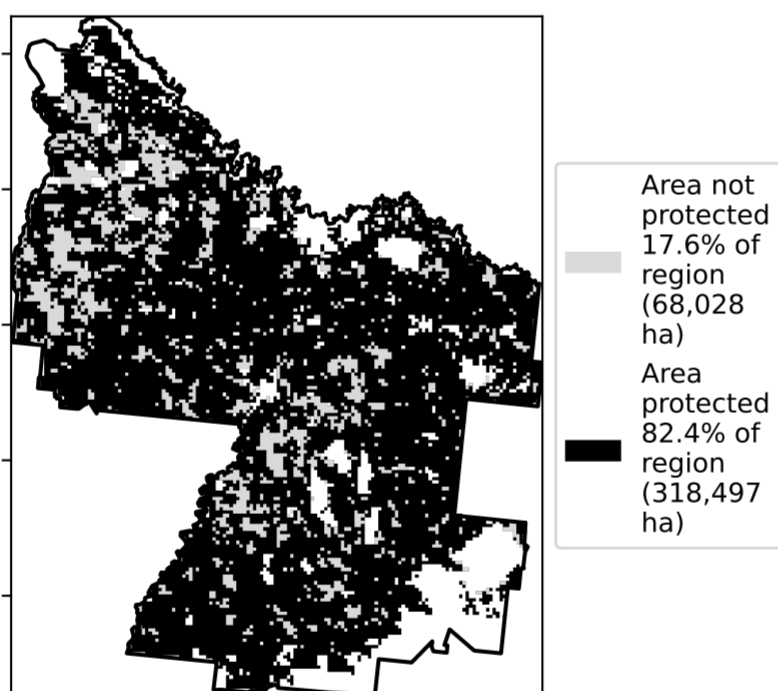 Area not
protected
17.6% of
region
(68,028
ha)
Area
protected
82.4% of
region
(318,497
ha)